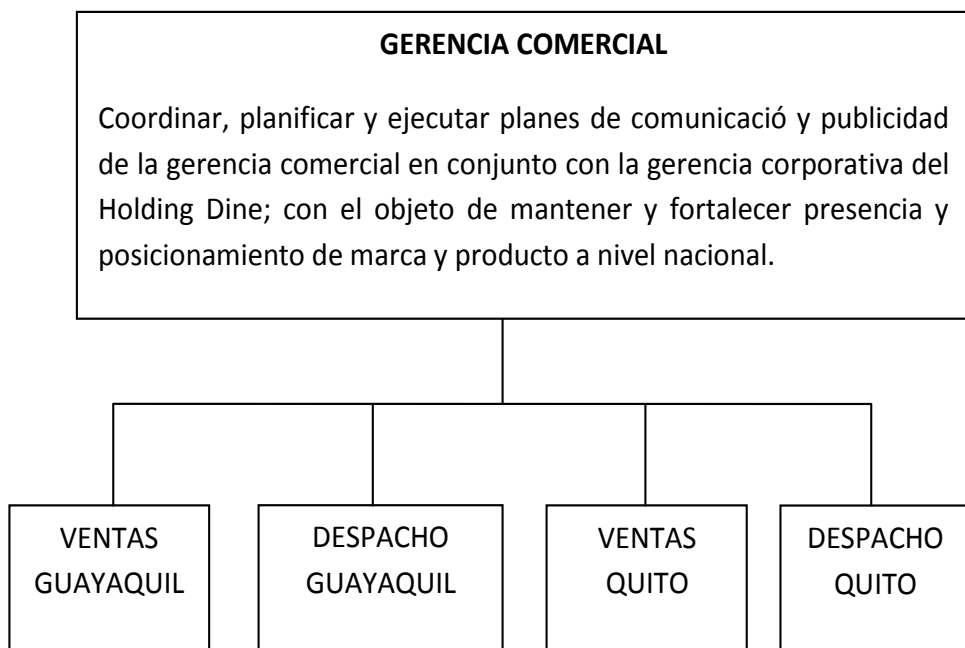 GERENCIA COMERCIAL
Coordinar, planificar y ejecutar planes de comunicació y publicidad
de la gerencia comercial en conjunto con la gerencia corporativa del
Holding Dine; con el objeto de mantener y fortalecer presencia y
posicionamiento de marca y producto a nivel nacional.
VENTAS
GUAYAQUIL
DESPACHO
GUAYAQUIL
VENTAS
QUITO
DESPACHO
QUITO